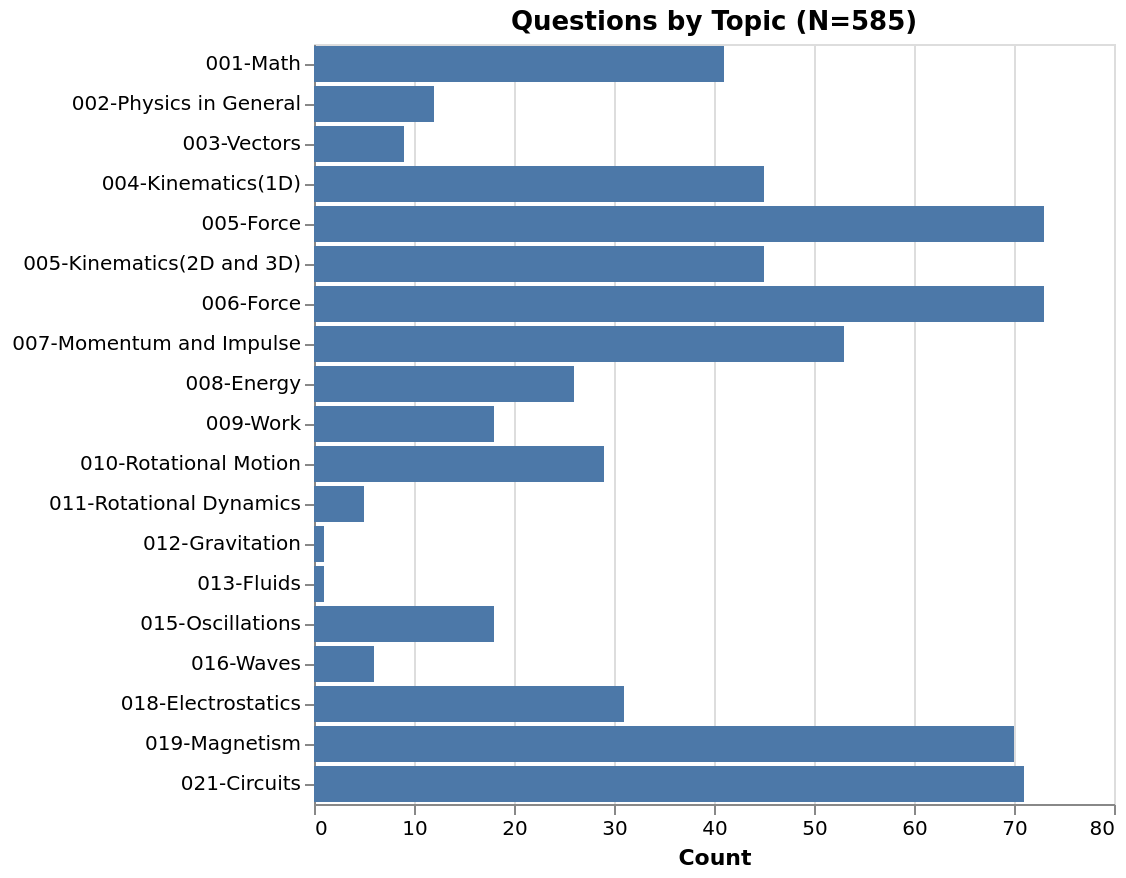 Questions by Topic (N=585)
001-Math
002-Physics in General
003-Vectors
004-Kinematics(1D)
005-Force
005-Kinematics(2D and 3D)
006-Force
007-Momentum and Impulse
008-Energy
009-Work
010-Rotational Motion
011-Rotational Dynamics
012-Gravitation
013-Fluids
015-Oscillations
016-Waves
018-Electrostatics
019-Magnetism
021-Circuits
0 10 20 30 40 50 60 70 80
Count